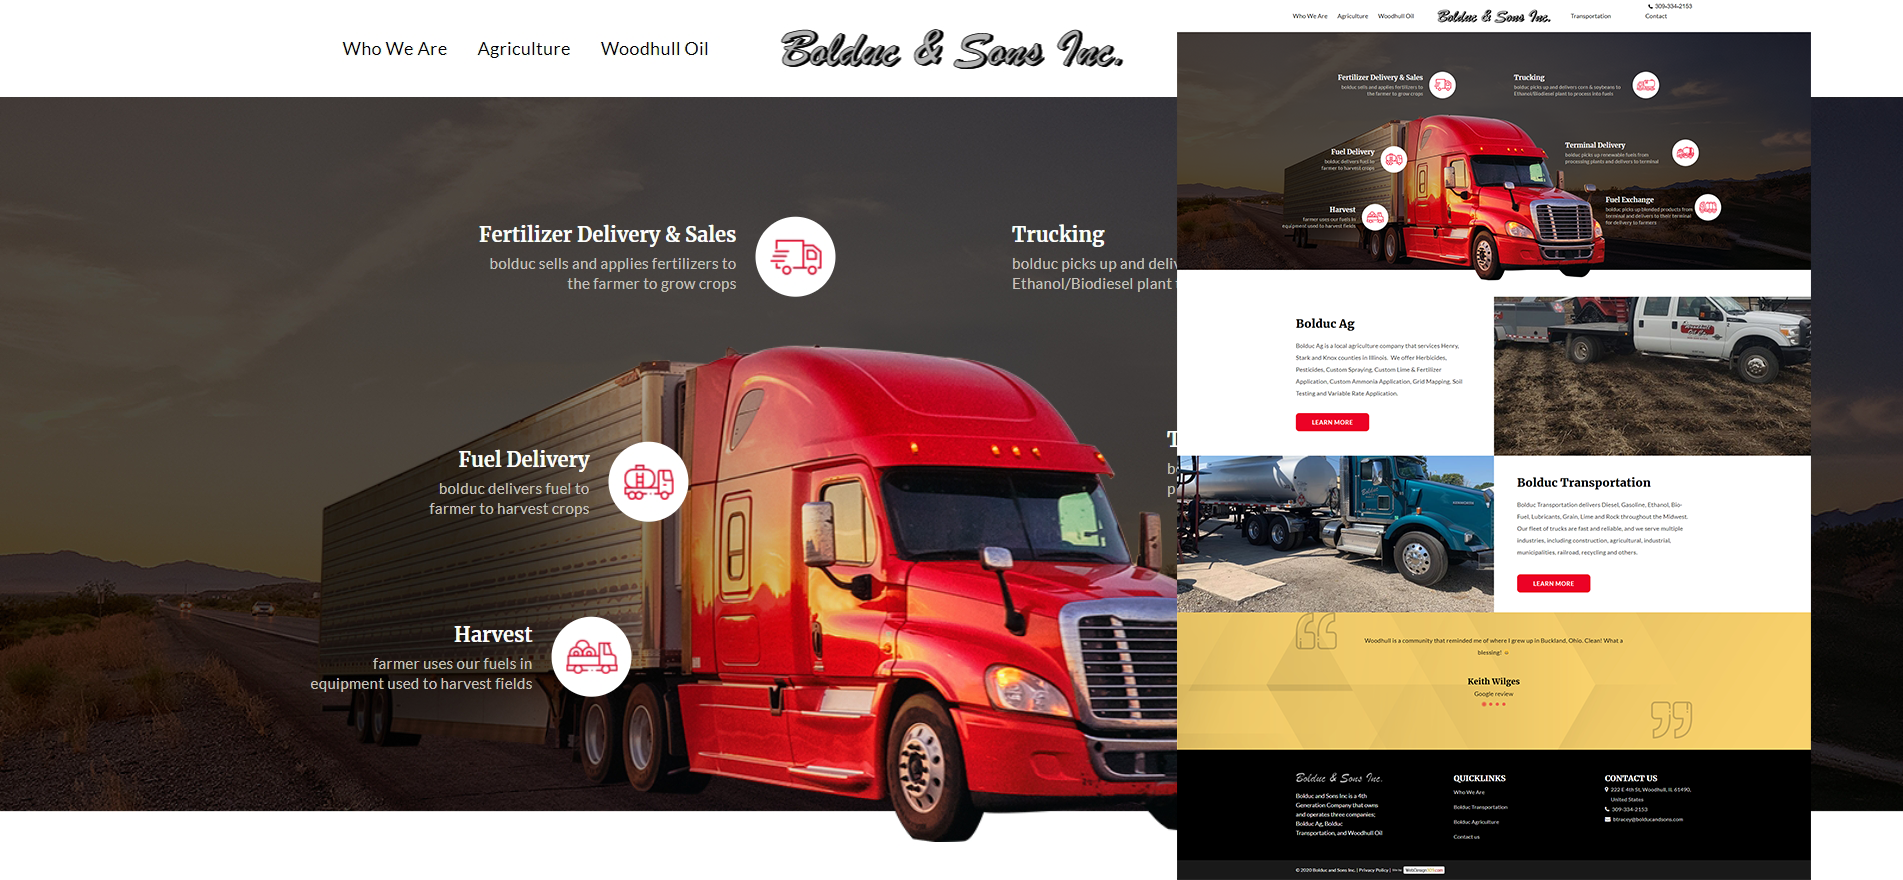 Who We Are
Agriculture
Woodhull Oil
Bolduc & Sons Inc.
Fertilizer Delivery & Sales
bolduc sells and applies fertilizers to
the farmer to grow crops
Trucking
bolduc picks up and deliv
Ethanol/Biodiesel plant
Fuel Delivery
bolduc delivers fuel to
farmer to harvest crops
T
bo
p
Harvest
farmer uses our fuels in
equipment used to harvest fields
309-334-2153
Who We Are
Agriculture
Woodhull Oil
Bolduc & Sons Inc.
Transportation
Contact
Fertilizer Delivery & Sales
bolduc sells and applies fertilizers to
the farmer to grow crops
Trucking
bolduc picks up and delivers corn & soybeans to
Ethanol/Biodiesel plant to process into fuels
Fuel Delivery
bolduc delivers fuel to
farmer to harvest crops
Terminal Delivery
bolduc picks up renewable fuels from
processing plants and delivers to terminal
Harvest
farmer uses our fuels in
equipment used to harvest fields
Fuel Exchange
bolduc picks up blended products from
terminal and delivers to their terminal
for delivery to farmers
Bolduc Ag
Bolduc Ag is a local agriculture company that services Henry,
Stark and Knox counties in Illinois. We offer Herbicides,
Pesticides, Custom Spraying, Custom Lime & Fertilizer
Application, Custom Ammonia Application, Grid Mapping, Soil
Testing and Variable Rate Application.
LEARN MORE
Bolduc Transportation
Bolduc Transportation delivers Diesel, Gasoline, Ethanol, Bio-
Fuel, Lubricants, Grain, Lime and Rock throughout the Midwest.
Our fleet of trucks are fast and reliable, and we serve multiple
industries, including construction, agricultural, industrial,
municipalities, railroad, recycling and others.
LEARN MORE
Woodhull is a community that reminded me of where I grew up in Buckland, Ohio. Clean! What a
blessing!
Keith Wilges
Google review
Bolduc & Sons Inc.
Bolduc and Sons Inc is a 4th
Generation Company that owns
and operates three companies;
Bolduc Ag, Bolduc
Transportation, and Woodhull Oil
QUICKLINKS
Who We Are
Bolduc Transportation
Bolduc Agriculture
Contact us
CONTACT US
222 E 4th St, Woodhull, IL 61490,
United States
309-334-2153
btracey@bolducandsons.com
© 2020 Bolduc and Sons Inc. | Privacy Policy | Site by